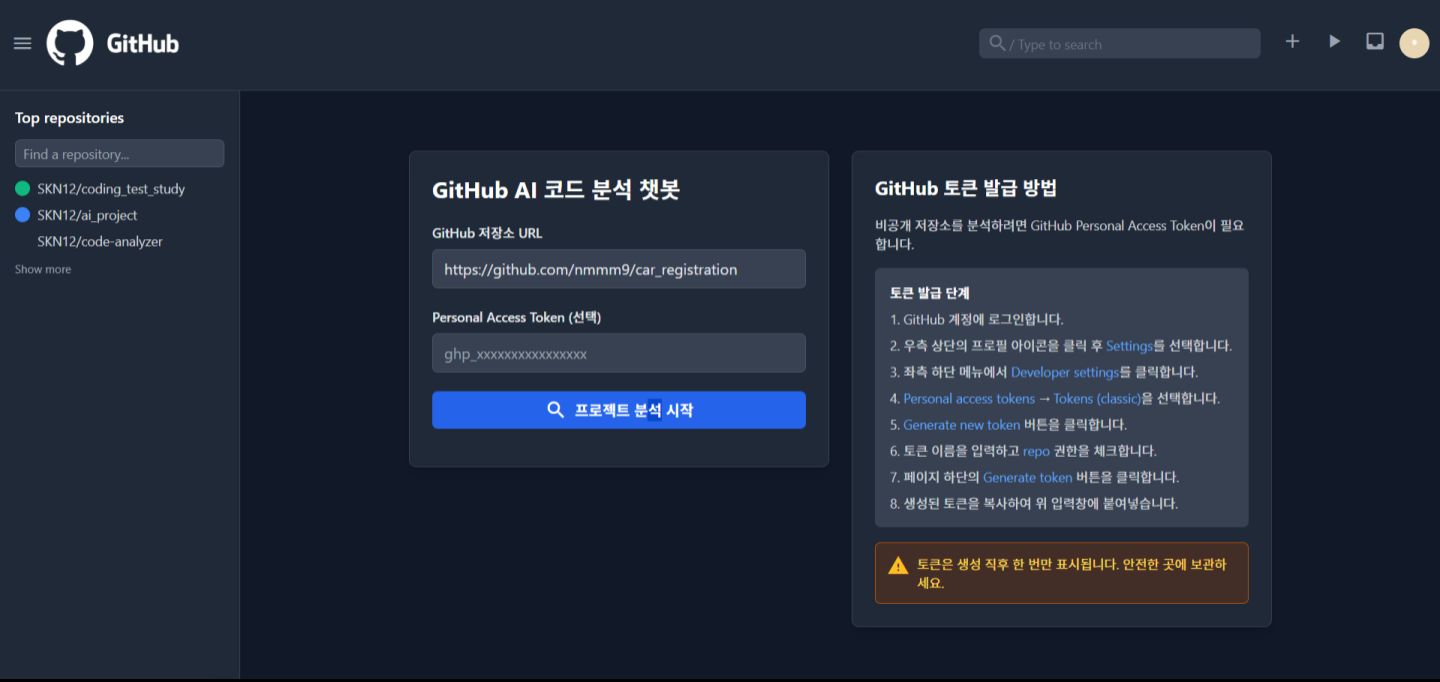 GitHub
/ Type to search
Top repositories
Find a repository...
SKN12/coding_test_study
SKN12/ai_project
SKN12/code-analyzer
Show more
GitHub AI 코드 분석 챗봇
GitHub 저장소 URL
https://github.com/nmmm9/car_registration
Personal Access Token (선택)
ghp_xxxxxxxxxxxxxxxx
프로젝트 분석 시작
GitHub 토큰 발급 방법
비공개 저장소를 분석하려면 GitHub Personal Access Token이 필요
합니다.
토큰 발급 단계
1. GitHub 계정에 로그인합니다.
2. 우측 상단의 프로필 아이콘을 클릭 후 Settings를 선택합니다.
3. 좌측 하단 메뉴에서 Developer settings를 클릭합니다.
4. Personal access tokens → Tokens (classic)을 선택합니다.
5. Generate new token 버튼을 클릭합니다.
6. 토큰 이름을 입력하고 repo 권한을 체크합니다.
7. 페이지 하단의 Generate token 버튼을 클릭합니다.
8. 생성된 토큰을 복사하여 위 입력창에 붙여넣습니다.
토큰은 생성 직후 한 번만 표시됩니다. 안전한 곳에 보관하
세요.